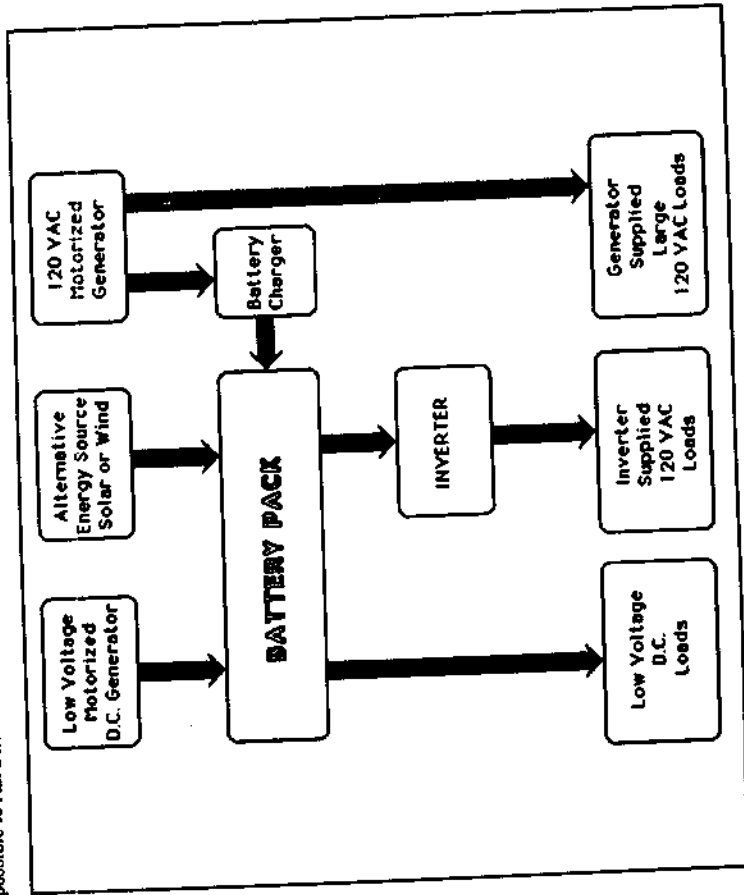 Low Voltage
Motorized
D.C. Generator
Alternative
Energy Source
Solar or Wind
120 VAC
Motorized
Generator
Battery
Charger
BATTERY PACK
INVERTER
Low Voltage
D.C.
Loads
Inverter
Supplied
120 VAC
Loads
Generator
Supplied
Large
120 VAC Loads